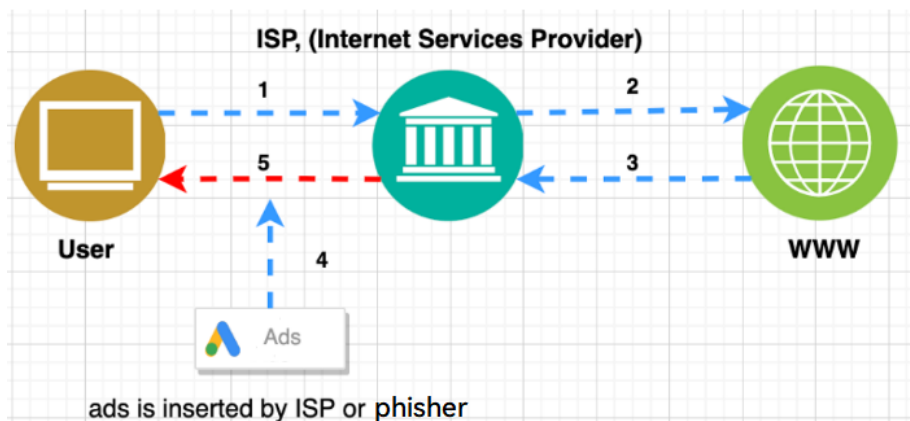 ISP, (Internet Services Provider)
1
2
5
3
User
WWW
4
Ads
ads is inserted by ISP or phisher